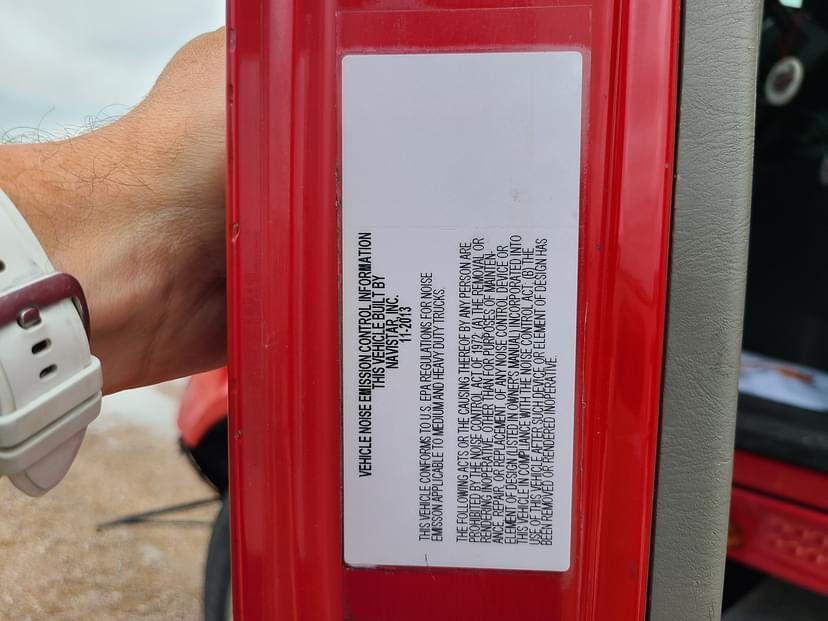 VEHICLE NOISE EMISSION CONTROL INFORMATION
THIS VEHICLE BUILT BY
NAVISTAR, INC.
11-2013
THIS VEHICLE CONFORMS TO U.S. EPA REGULATIONS FOR NOISE
EMISSION APPLICABLE TO MEDIUM AND HEAVY DUTY TRUCKS.
THE FOLLOWING ACTS OR THE CAUSING THEREOF BY ANY PERSON ARE
PROHIBITED BY THE NOISE CONTROL ACT OF 1972: (A) THE REMOVAL OR
RENDERING INOPERATIVE, OTHER THAN FOR PURPOSES OF MAINTEN-
ANCE, REPAIR, OR REPLACEMENT, OF ANY NOISE CONTROL DEVICE OR
ELEMENT OF DESIGN (LISTED IN OWNER'S MANUAL) INCORPORATED INTO
THIS VEHICLE IN COMPLIANCE WITH THE NOISE CONTROL ACT. (B) THE
USE OF THIS VEHICLE AFTER SUCH DEVICE OR ELEMENT OF DESIGN HAS
BEEN REMOVED OR RENDERED INOPERATIVE.